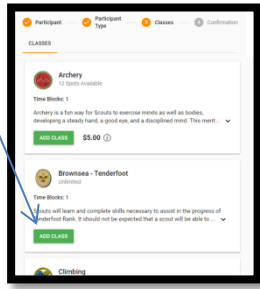 Participant
Participant Type
3 Classes
4 Confirmation
CLASSES
Archery
12 Spots Available
Time Blocks: 1
Archery is a fun way for Scouts to exercise minds as well as bodies,
developing a steady hand, a good eye, and a disciplined mind. This merit...
ADD CLASS $5.00
Brownsea - Tenderfoot
Unlimited
Time Blocks: 1
Scouts will learn and complete skills necessary to assist in the progress of
Tenderfoot Rank. It should not be expected that a scout will be able to ...
ADD CLASS
Climbing